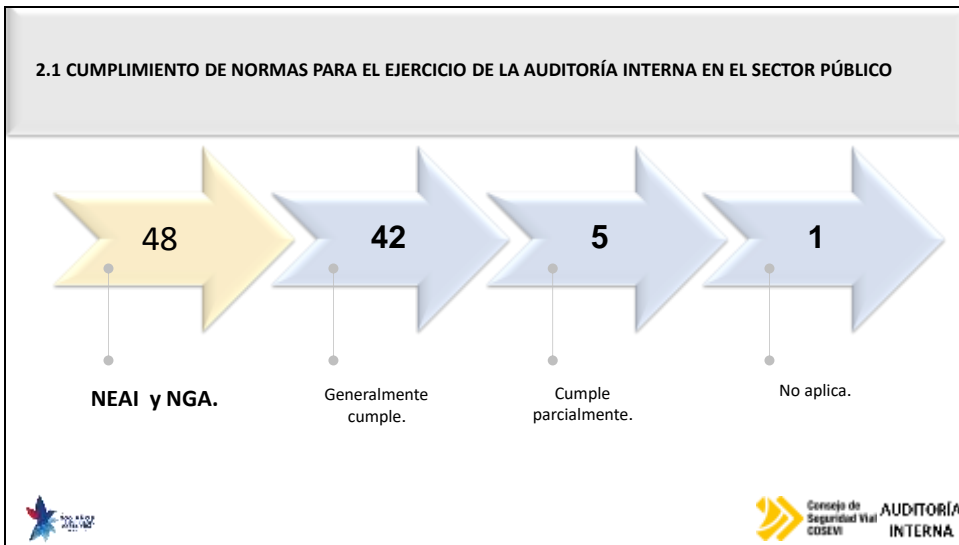 2.1 CUMPLIMIENTO DE NORMAS PARA EL EJERCICIO DE LA AUDITORÍA INTERNA EN EL SECTOR PÚBLICO
48
42
5
1
NEAI y NGA.
Generalmente
cumple.
Cumple
parcialmente.
No aplica.
Consejo de
Seguridad Vial
COSEVI
AUDITORÍA
INTERNA